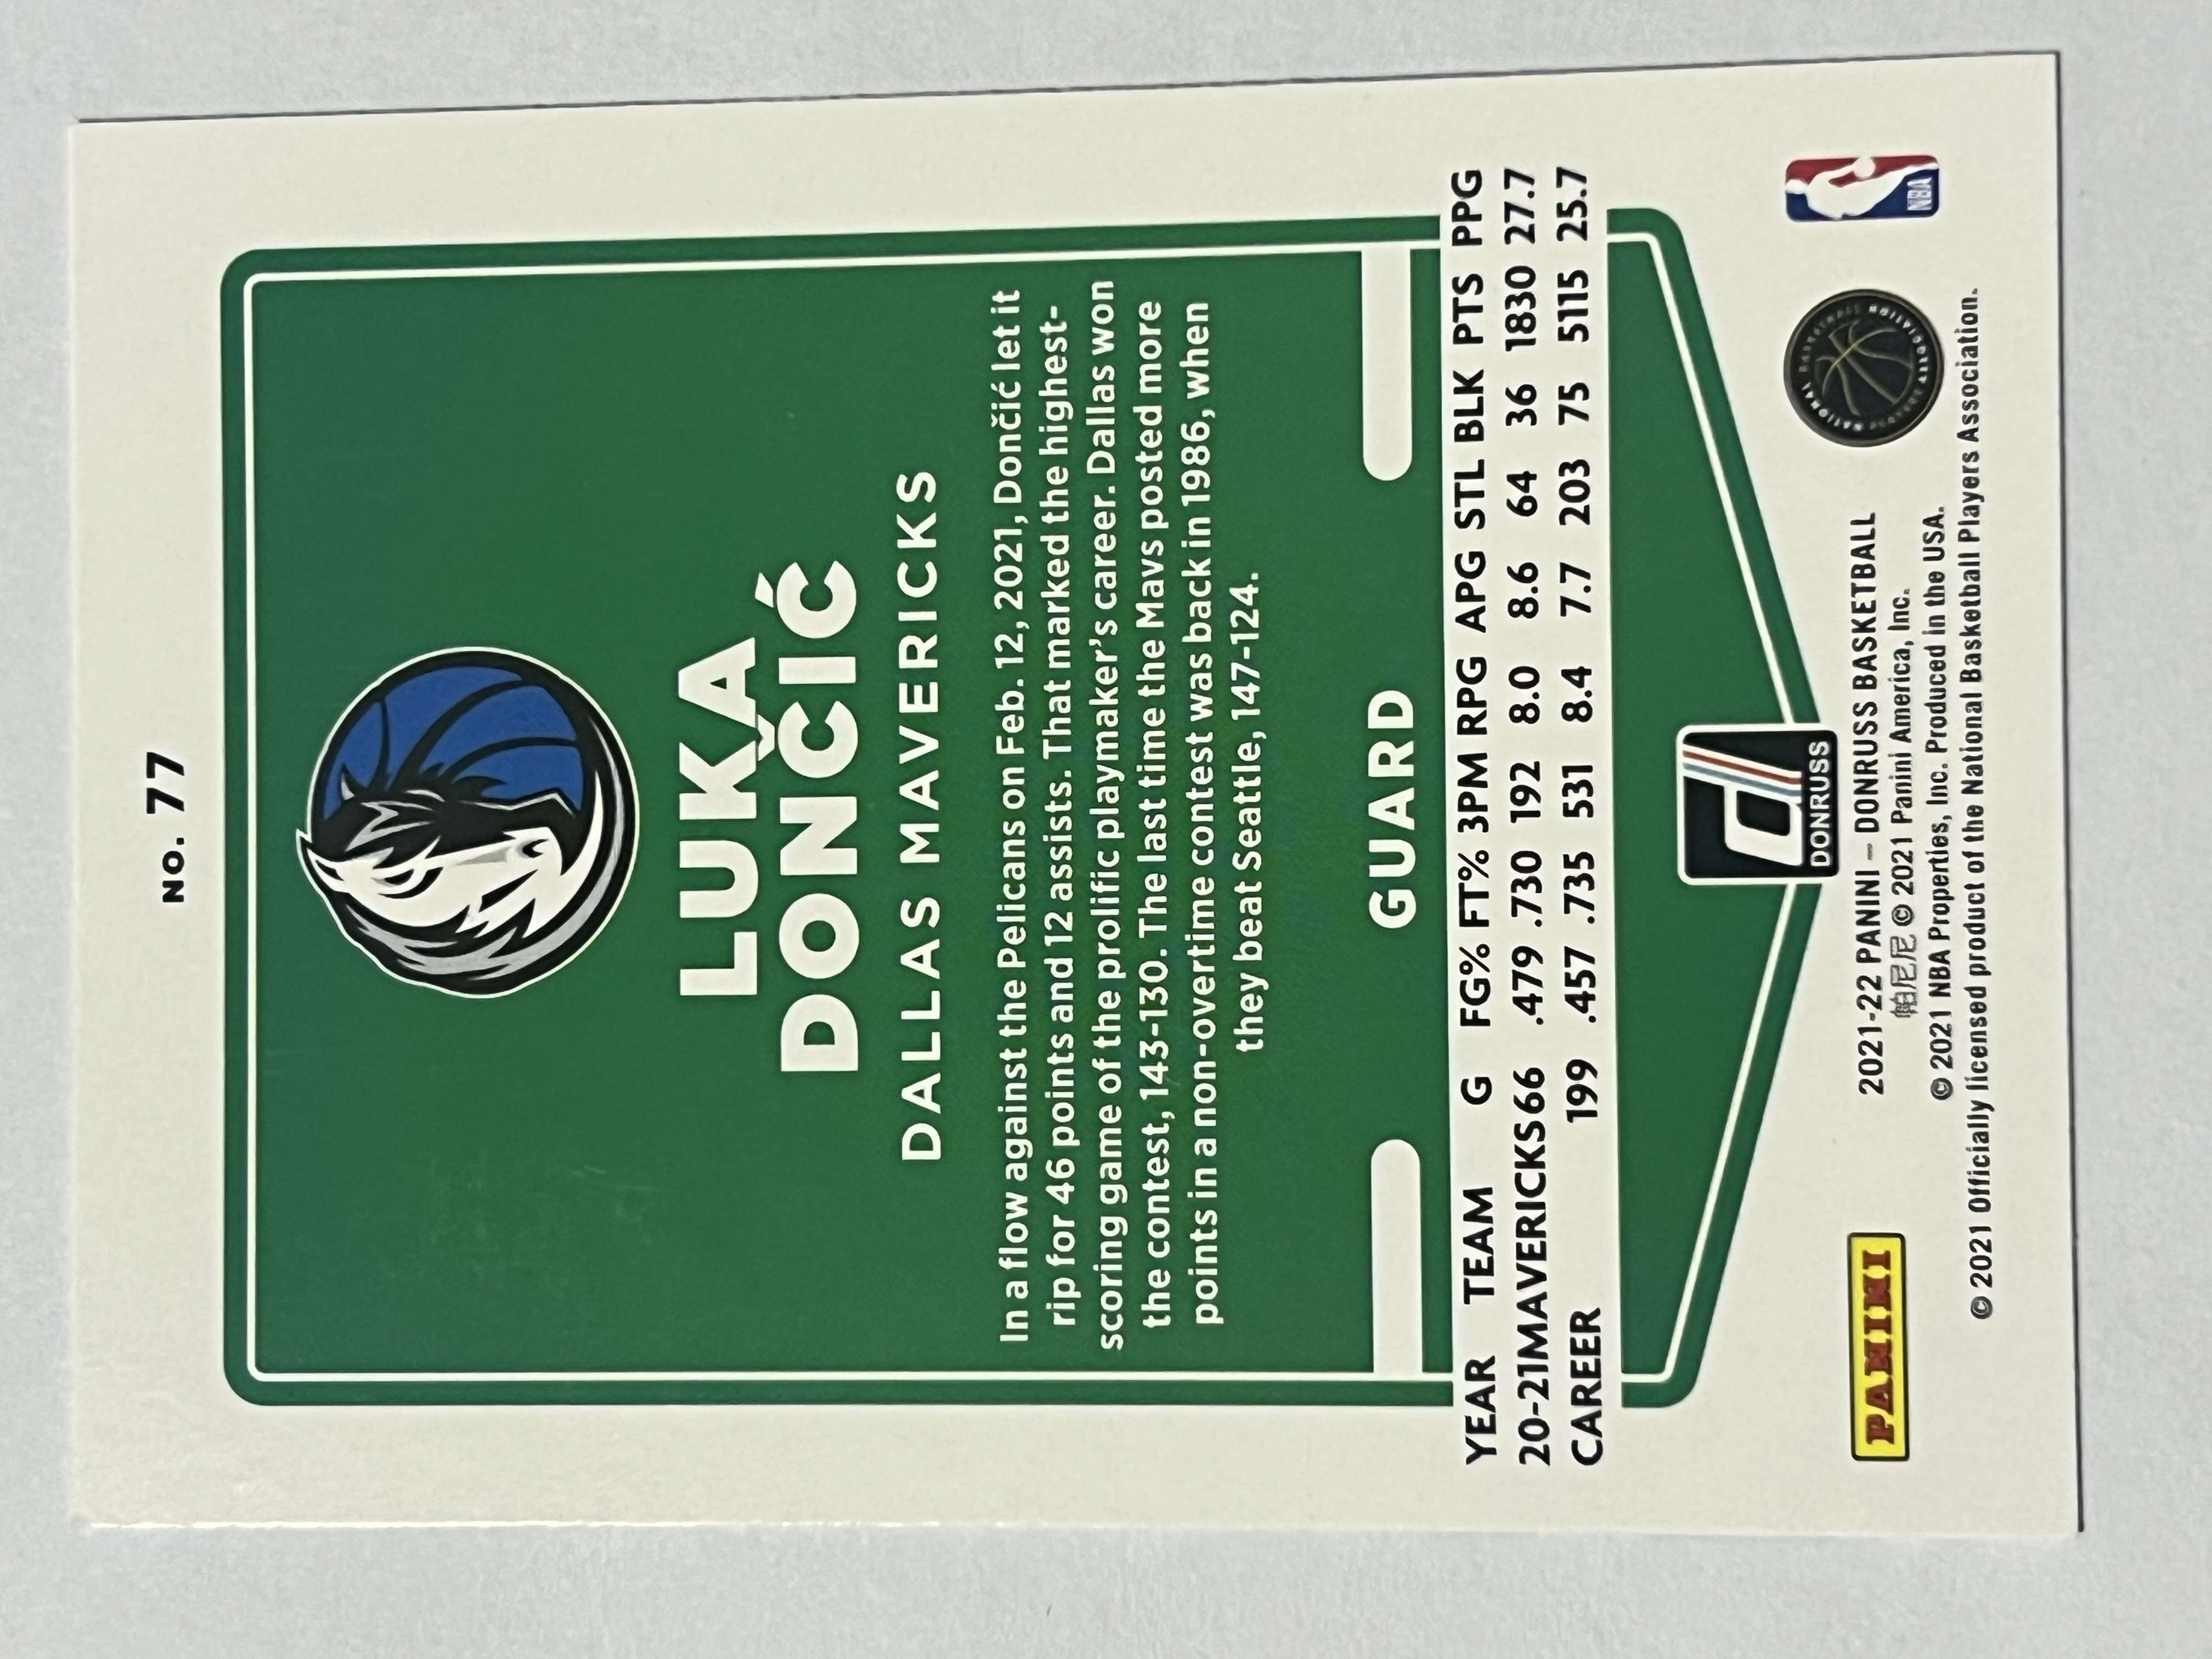 NO. 77
LUKA
DONČIĆ
DALLAS MAVERICKS
In a flow against the Pelicans on Feb. 12, 2021, Dončić let it
rip for 46 points and 12 assists. That marked the highest-
scoring game of the prolific playmaker's career. Dallas won
the contest, 143-130. The last time the Mavs posted more
points in a non-overtime contest was back in 1986, when
they beat Seattle, 147-124.
GUARD
YEAR TEAM G FG% FT% 3PM RPG APG STL BLK PTS PPG
20-21 MAVERICKS 66 .479 .730 192 8.0 8.6 64 36 1830 27.7
CAREER 199 .457 .735 531 8.4 7.7 203 75 5115 25.7
DONRUSS
PANINI
2021-22 PANINI – DONRUSS BASKETBALL
帕尼尼 © 2021 Panini America, Inc.
© 2021 NBA Properties, Inc. Produced in the USA.
© 2021 Officially licensed product of the National Basketball Players Association.
NATIONAL BASKETBALL PLAYERS ASSOCIATION
NBA